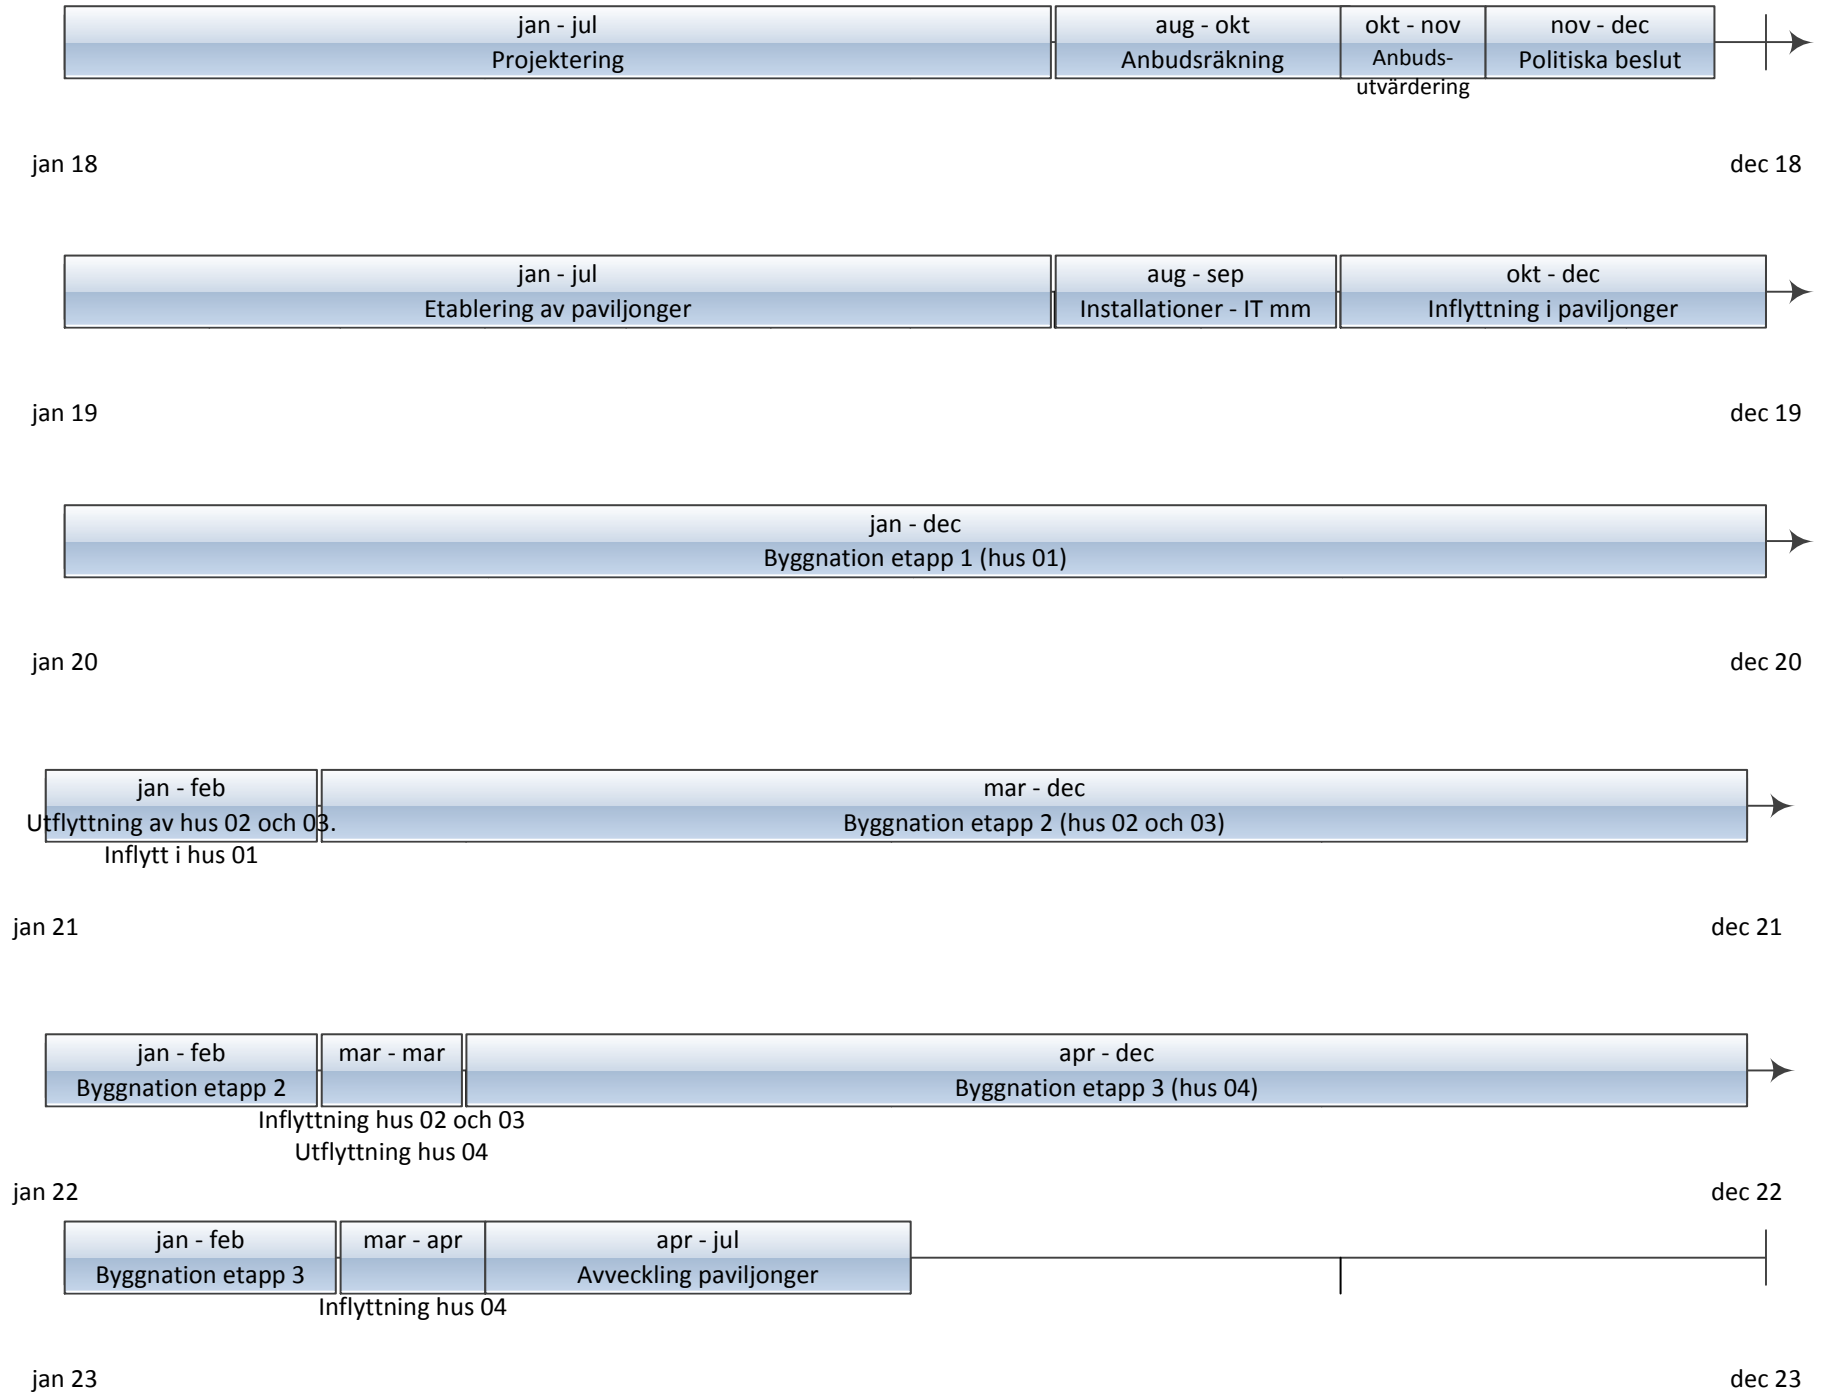 jan - jul
Projektering
aug - okt
Anbudsräkning
okt - nov
Anbuds-
utvärdering
nov - dec
Politiska beslut
jan 18
dec 18
jan - jul
Etablering av paviljonger
aug - sep
Installationer - IT mm
okt - dec
Inflyttning i paviljonger
jan 19
dec 19
jan - dec
Byggnation etapp 1 (hus 01)
jan 20
dec 20
jan - feb
Utflyttning av hus 02 och 03.
Inflytt i hus 01
mar - dec
Byggnation etapp 2 (hus 02 och 03)
jan 21
dec 21
jan - feb
Byggnation etapp 2
mar - mar
Inflyttning hus 02 och 03
Utflyttning hus 04
apr - dec
Byggnation etapp 3 (hus 04)
jan 22
dec 22
jan - feb
Byggnation etapp 3
mar - apr
Inflyttning hus 04
apr - jul
Avveckling paviljonger
jan 23
dec 23